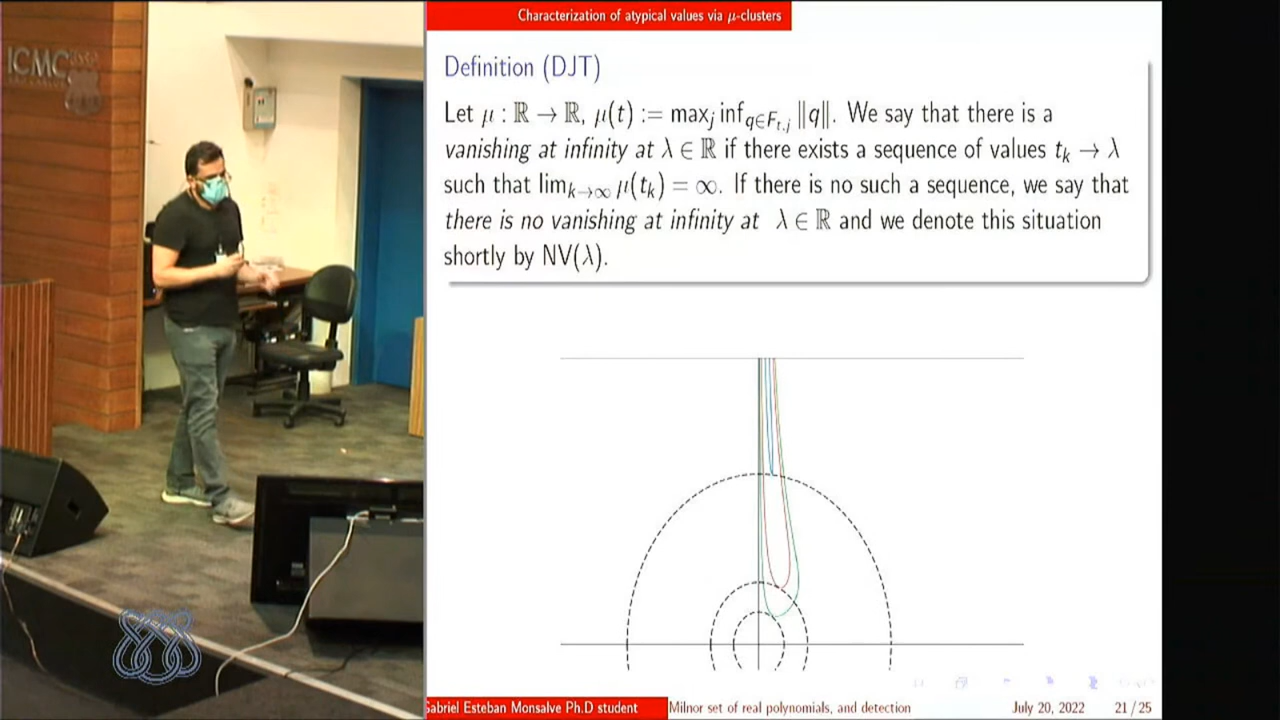 Characterization of atypical values via μ-clusters
ICMC
Definition (DJT)
Let μ : ℝ → ℝ, μ(t) := max_j inf_{q∈F_{t,j}} ‖q‖. We say that there is a
vanishing at infinity at λ ∈ ℝ if there exists a sequence of values t_k → λ
such that lim_{k→∞} μ(t_k) = ∞. If there is no such a sequence, we say that
there is no vanishing at infinity at λ ∈ ℝ and we denote this situation
shortly by NV(λ).
Gabriel Esteban Monsalve Ph.D student
Milnor set of real polynomials, and detection
July 20, 2022
21 / 25